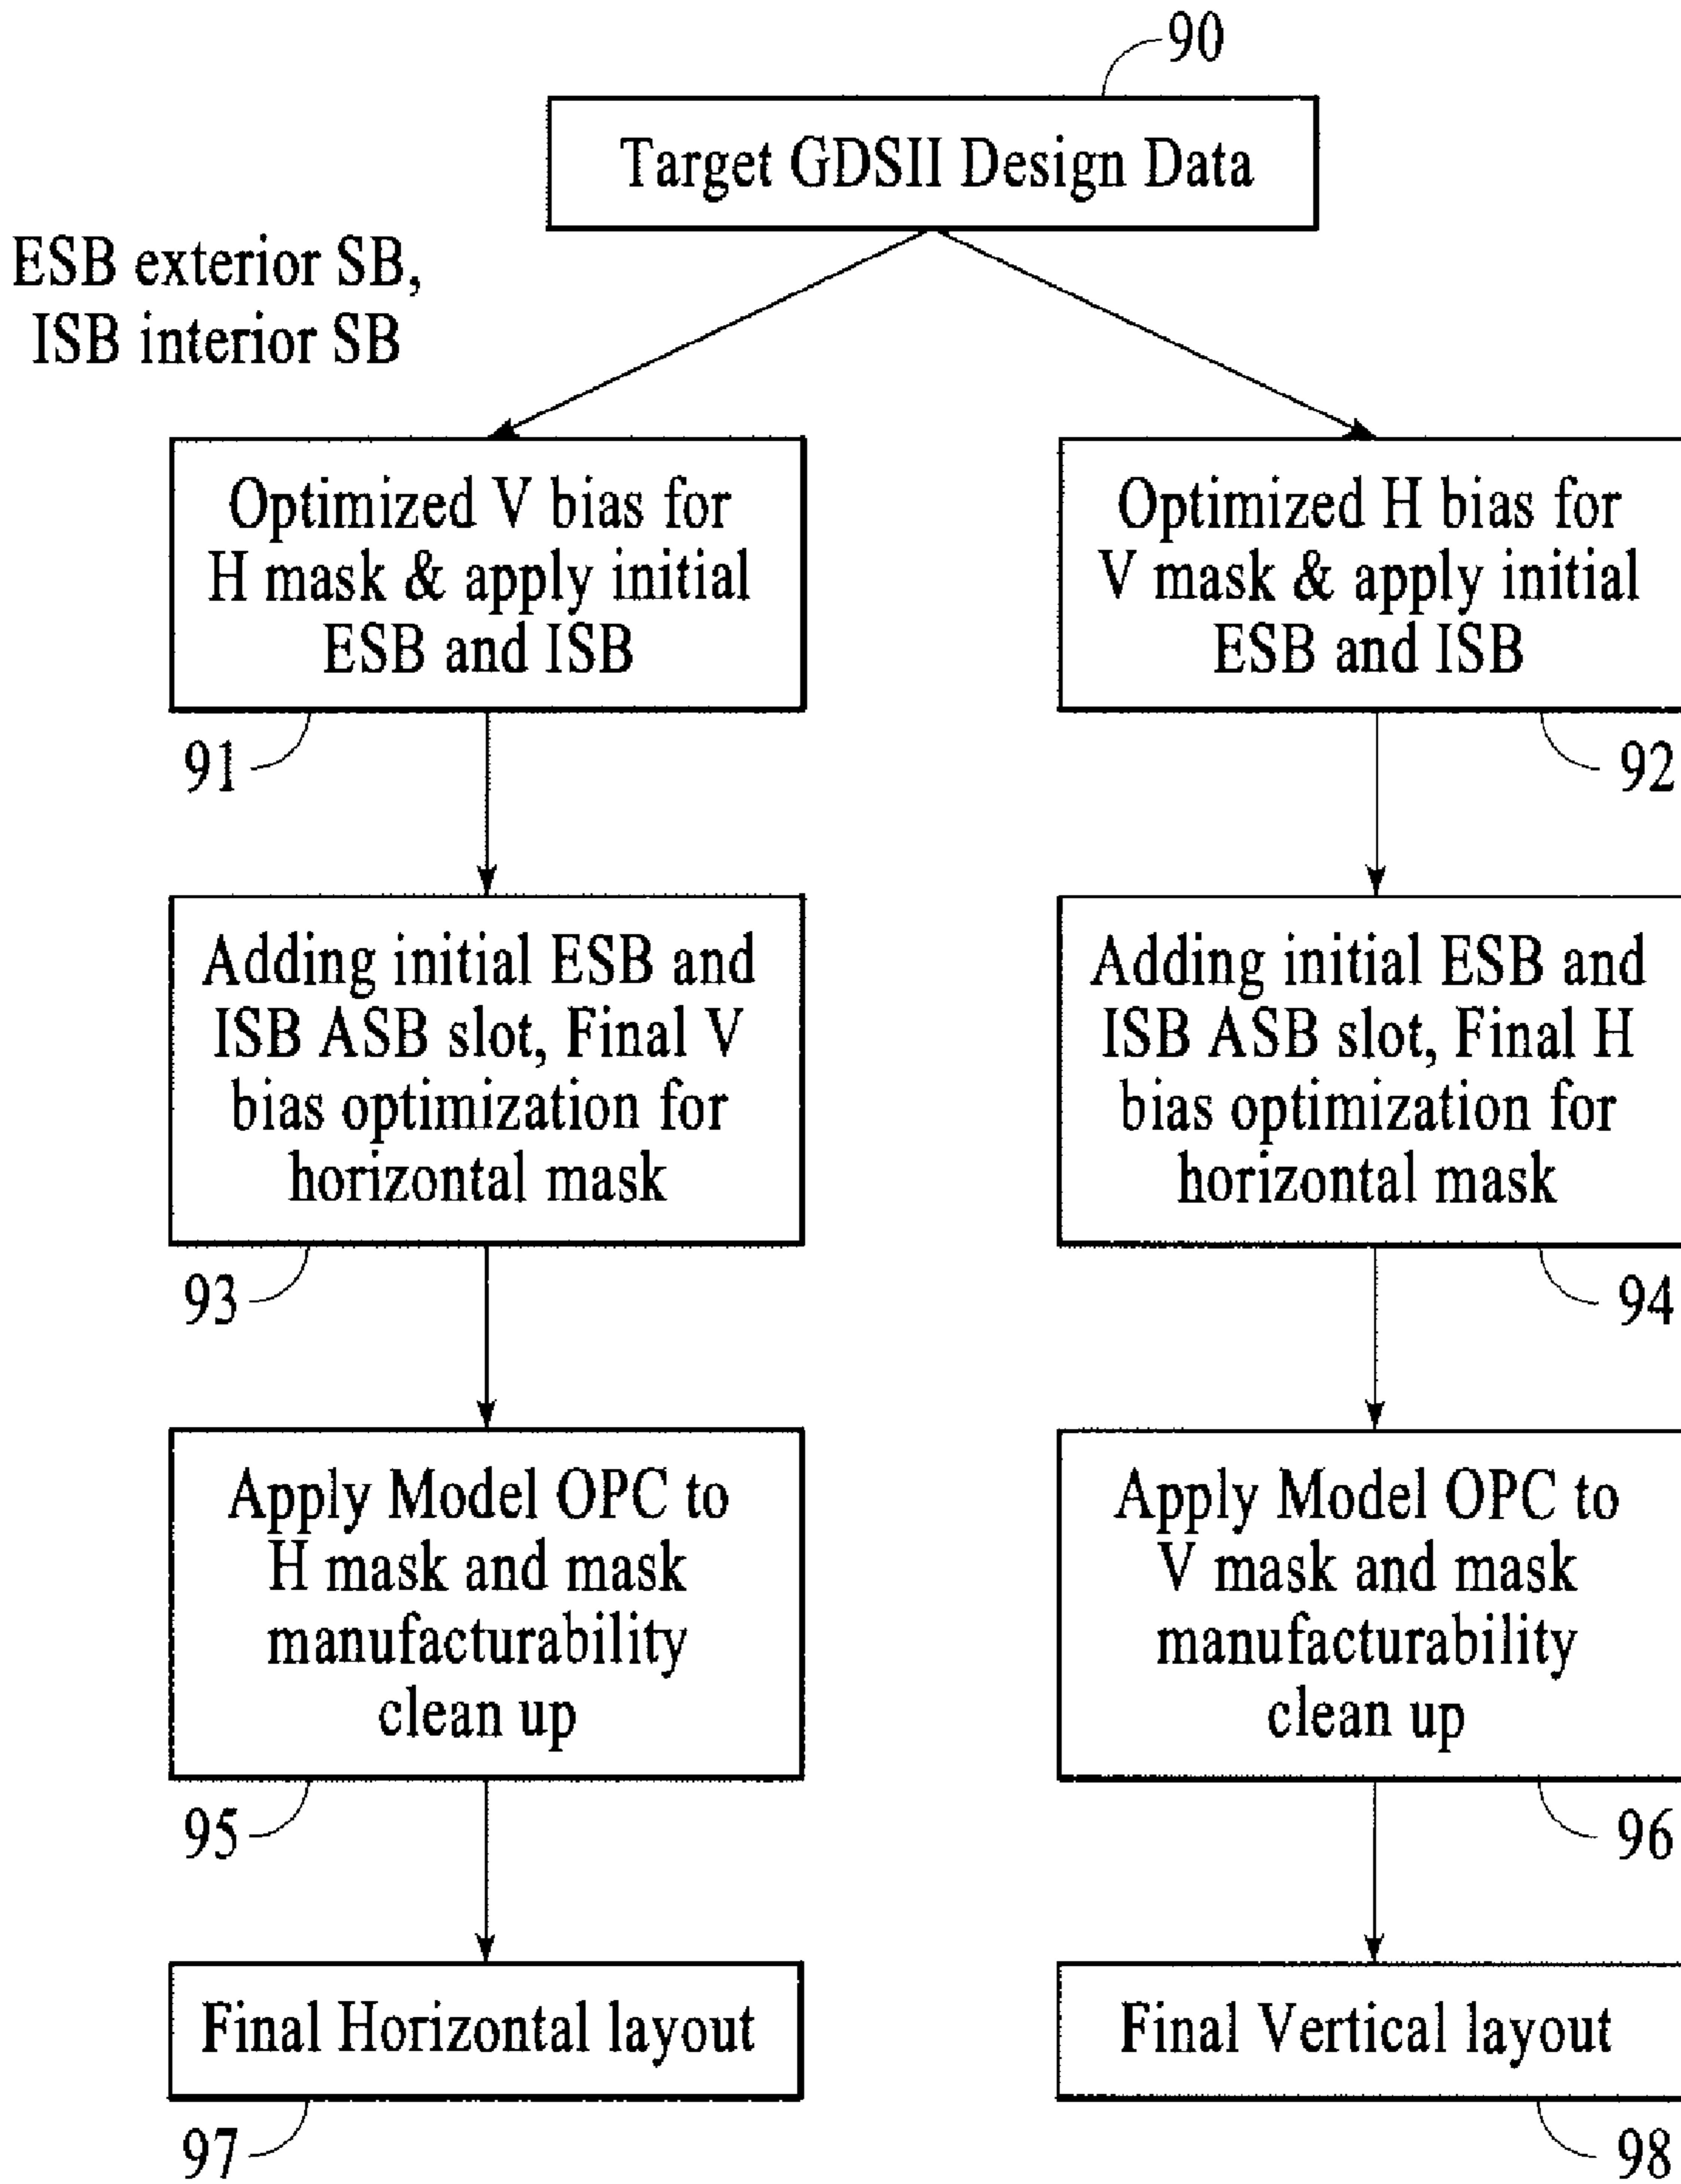 90
Target GDSII Design Data
ESB exterior SB,
ISB interior SB
Optimized V bias for
H mask & apply initial
ESB and ISB
91
Optimized H bias for
V mask & apply initial
ESB and ISB
92
Adding initial ESB and
ISB ASB slot, Final V
bias optimization for
horizontal mask
93
Adding initial ESB and
ISB ASB slot, Final H
bias optimization for
horizontal mask
94
Apply Model OPC to
H mask and mask
manufacturability
clean up
95
Apply Model OPC to
V mask and mask
manufacturability
clean up
96
Final Horizontal layout
97
Final Vertical layout
98